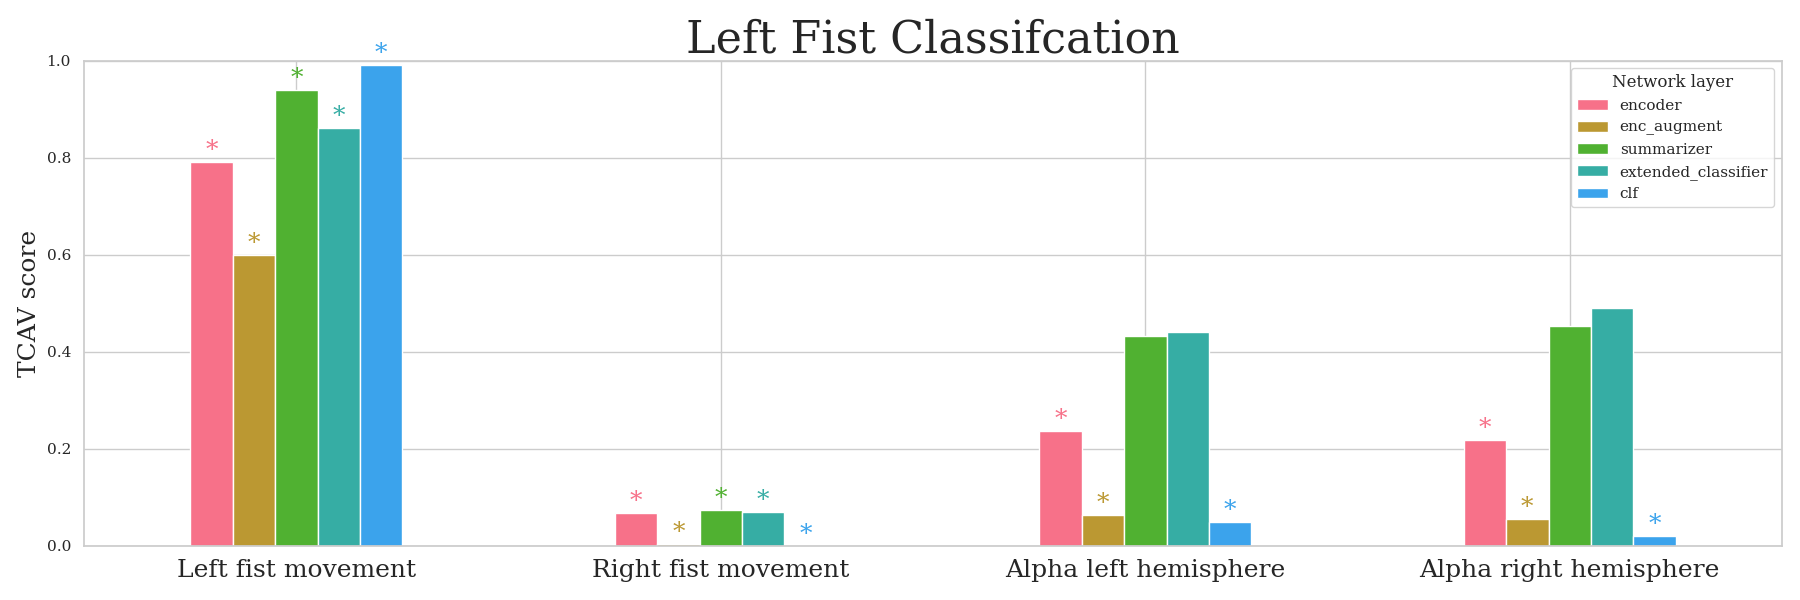 Left Fist Classifcation
TCAV score
1.0
0.8
0.6
0.4
0.2
0.0
* * * * *
* * * * *
* * *
* * *
Network layer
encoder
enc_augment
summarizer
extended_classifier
clf
Left fist movement
Right fist movement
Alpha left hemisphere
Alpha right hemisphere